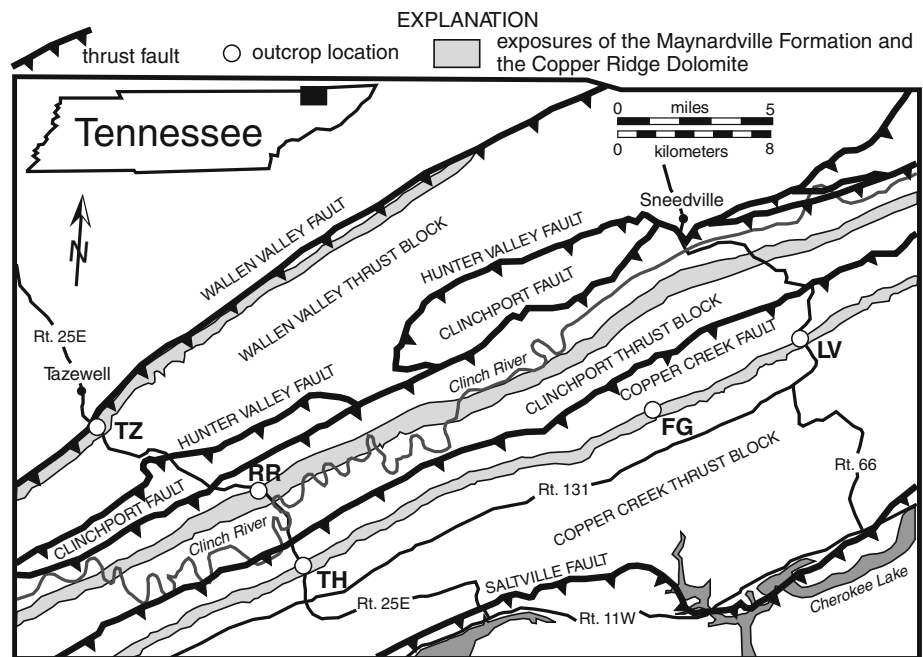 EXPLANATION
thrust fault
outcrop location
exposures of the Maynardville Formation and
the Copper Ridge Dolomite
Tennessee
0 miles 5
0 kilometers 8
Sneedville
N
WALLEN VALLEY FAULT
WALLEN VALLEY THRUST BLOCK
HUNTER VALLEY FAULT
CLINCHPORT FAULT
Rt. 25E
Tazewell
Clinch River
CLINCHPORT THRUST BLOCK
COPPER CREEK FAULT
LV
TZ
HUNTER VALLEY FAULT
FG
RR
Rt. 66
CLINCHPORT FAULT
Clinch River
Rt. 131
COPPER CREEK THRUST BLOCK
TH
SALTVILLE FAULT
Rt. 25E
Rt. 11W
Cherokee Lake